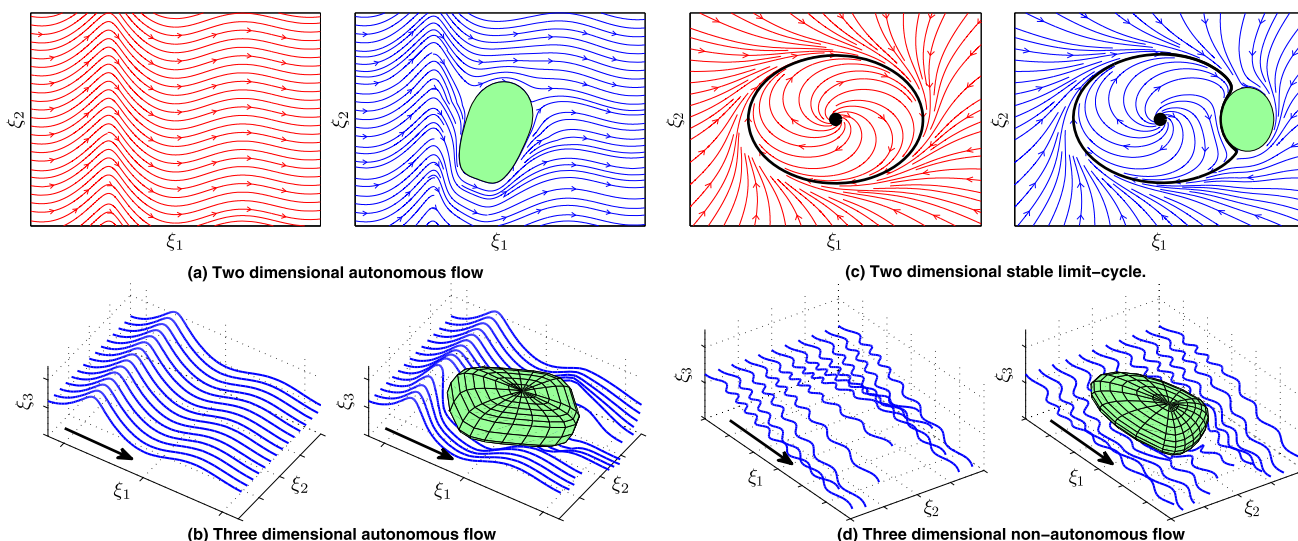 ξ2
ξ1
ξ2
ξ1
(a) Two dimensional autonomous flow
ξ2
ξ1
ξ2
ξ1
(c) Two dimensional stable limit−cycle.
ξ3
ξ1
ξ2
ξ3
ξ1
ξ2
(b) Three dimensional autonomous flow
ξ3
ξ1
ξ2
ξ3
ξ1
ξ2
(d) Three dimensional non−autonomous flow